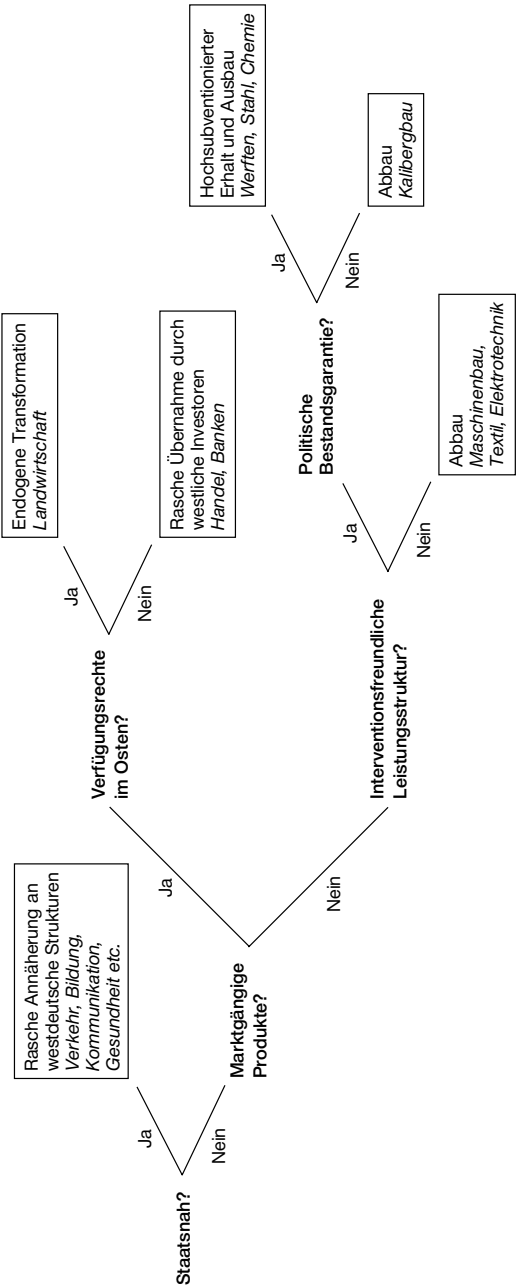 Staatsnah?
Ja
Rasche Annäherung an
westdeutsche Strukturen
Verkehr, Bildung,
Kommunikation,
Gesundheit etc.
Nein
Marktgängige
Produkte?
Ja
Verfügungsrechte
im Osten?
Ja
Endogene Transformation
Landwirtschaft
Nein
Rasche Übernahme durch
westliche Investoren
Handel, Banken
Nein
Interventionsfreundliche
Leistungsstruktur?
Ja
Politische
Bestandsgarantie?
Ja
Hochsubventionierter
Erhalt und Ausbau
Werften, Stahl, Chemie
Nein
Abbau
Kalibergbau
Nein
Abbau
Maschinenbau,
Textil, Elektrotechnik